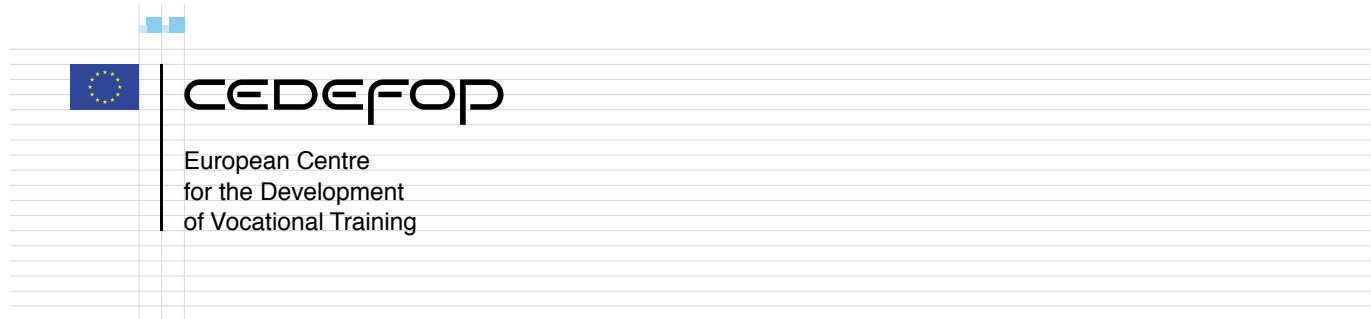 CEDEFOP
European Centre
for the Development
of Vocational Training